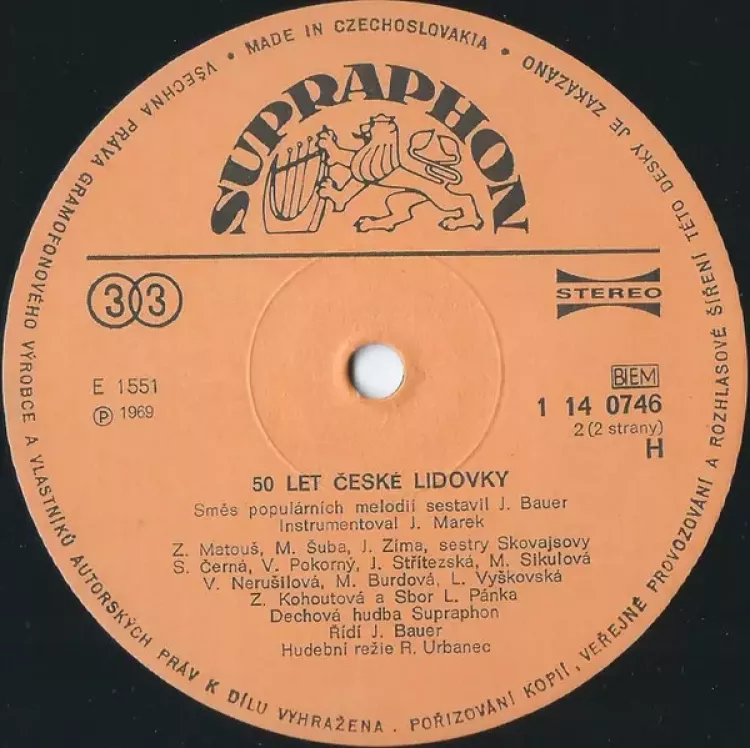 VŠECHNA PRÁVA GRAMOFONOVÉHO VÝROBCE A VLASTNÍKŮ AUTORSKÝCH PRÁV K DÍLU VYHRAŽENA . POŘIZOVÁNÍ KOPIÍ, VEŘEJNÉ PROVOZOVÁNÍ A ROZHLASOVÉ ŠÍŘENÍ TÉTO DESKY JE ZAKÁZÁNO
• MADE IN CZECHOSLOVAKIA •
SUPRAPHON
33
STEREO
E 1551
Ⓟ 1969
BIEM
1 14 0746
2 (2 strany)
H
50 LET ČESKÉ LIDOVKY
Směs populárních melodií sestavil J. Bauer
Instrumentoval J. Marek
Z. Matouš, M. Šuba, J. Zíma, sestry Skovajsovy
S. Černá, V. Pokorný, J. Střítezská, M. Sikulová
V. Nerušilová, M. Burdová, L. Vyškovská
Z. Kohoutová a Sbor L. Pánka
Dechová hudba Supraphon
Řídí J. Bauer
Hudební režie R. Urbanec